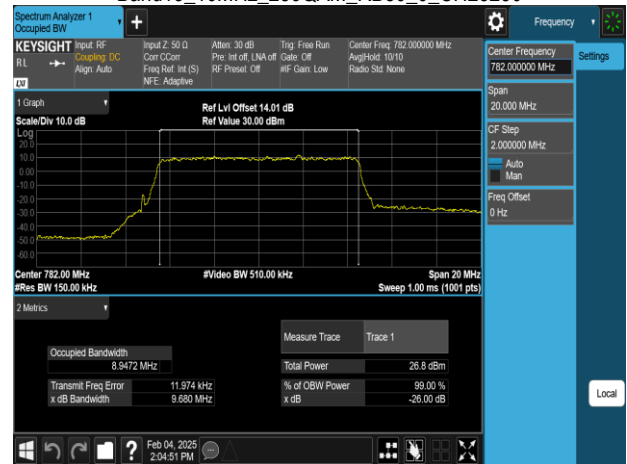 Spectrum Analyzer 1
Occupied BW
Frequency
KEYSIGHT
RL
LXI
Input: RF
Coupling: DC
Align: Auto
Input Z: 50 Ω
Corr CCorr
Freq Ref: Int (S)
NFE: Adaptive
Atten: 30 dB
Pre: Int off, LNA off
RF Preset: Off
Trig: Free Run
Gate: Off
#IF Gain: Low
Center Freq: 782.000000 MHz
Avg|Hold: 10/10
Radio Std: None
Center Frequency
782.000000 MHz
Settings
Span
20.000 MHz
CF Step
2.000000 MHz
Auto
Man
Freq Offset
0 Hz
Local
1 Graph
Scale/Div 10.0 dB
Ref Lvl Offset 14.01 dB
Ref Value 30.00 dBm
Log
20.0
10.0
0.00
-10.0
-20.0
-30.0
-40.0
-50.0
-60.0
Center 782.00 MHz
#Video BW 510.00 kHz
Span 20 MHz
#Res BW 150.00 kHz
Sweep 1.00 ms (1001 pts)
2 Metrics
Measure Trace
Trace 1
Occupied Bandwidth
8.9472 MHz
Total Power
26.8 dBm
Transmit Freq Error
11.974 kHz
% of OBW Power
99.00 %
x dB Bandwidth
9.680 MHz
x dB
-26.00 dB
Feb 04, 2025
2:04:51 PM